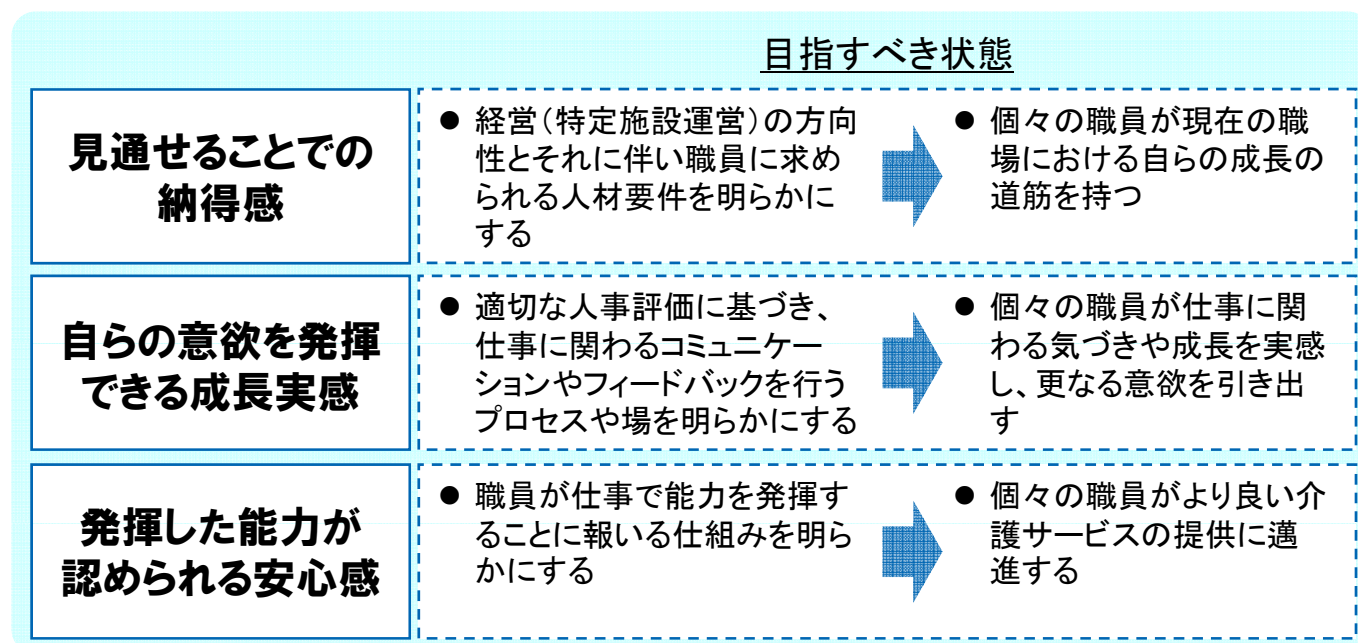 目指すべき状態
見通せることでの
納得感
● 経営(特定施設運営)の方向
性とそれに伴い職員に求め
られる人材要件を明らかに
する
● 個々の職員が現在の職
場における自らの成長の
道筋を持つ
自らの意欲を発揮
できる成長実感
● 適切な人事評価に基づき、
仕事に関わるコミュニケー
ションやフィードバックを行う
プロセスや場を明らかにする
● 個々の職員が仕事に関
わる気づきや成長を実感
し、更なる意欲を引き出
す
発揮した能力が
認められる安心感
● 職員が仕事で能力を発揮す
ることに報いる仕組みを明ら
かにする
● 個々の職員がより良い介
護サービスの提供に邁
進する